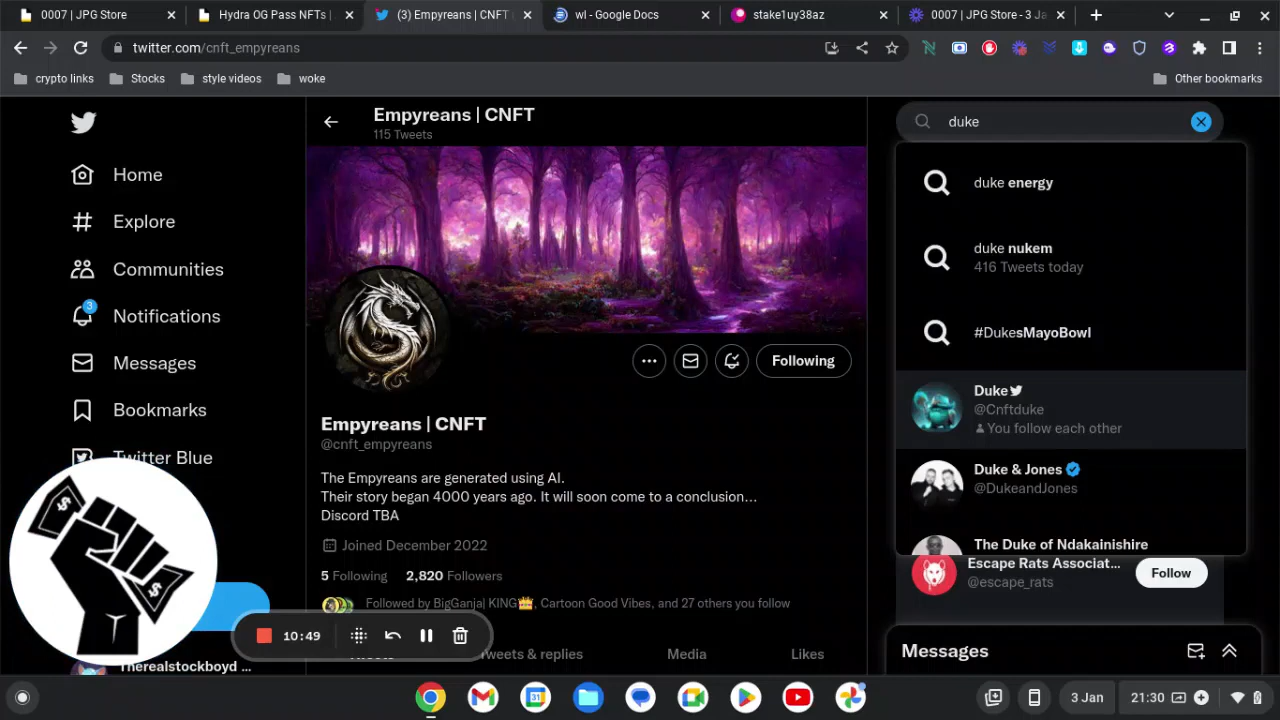 0007 | JPG Store
Hydra OG Pass NFTs |
(3) Empyreans | CNFT (
wl - Google Docs
stake1uy38az
0007 | JPG Store - 3 Ja
twitter.com/cnft_empyreans
crypto links
Stocks
style videos
woke
Other bookmarks
Empyreans | CNFT
115 Tweets
duke
Home
Explore
Communities
3
Notifications
Messages
Bookmarks
Twitter Blue
duke energy
duke nukem
416 Tweets today
#DukesMayoBowl
Duke
@Cnftduke
You follow each other
Duke & Jones
@DukeandJones
The Duke of Ndakainishire
Following
Empyreans | CNFT
@cnft_empyreans
The Empyreans are generated using AI.
Their story began 4000 years ago. It will soon come to a conclusion...
Discord TBA
Joined December 2022
5 Following 2,820 Followers
Followed by BigGanja| KING👑, Cartoon Good Vibes, and 27 others you follow
Escape Rats Associat...
@escape_rats
Follow
10:49
Tweets
Tweets & replies
Media
Likes
Therealstockboyd ...
Messages
31
3 Jan
21:30